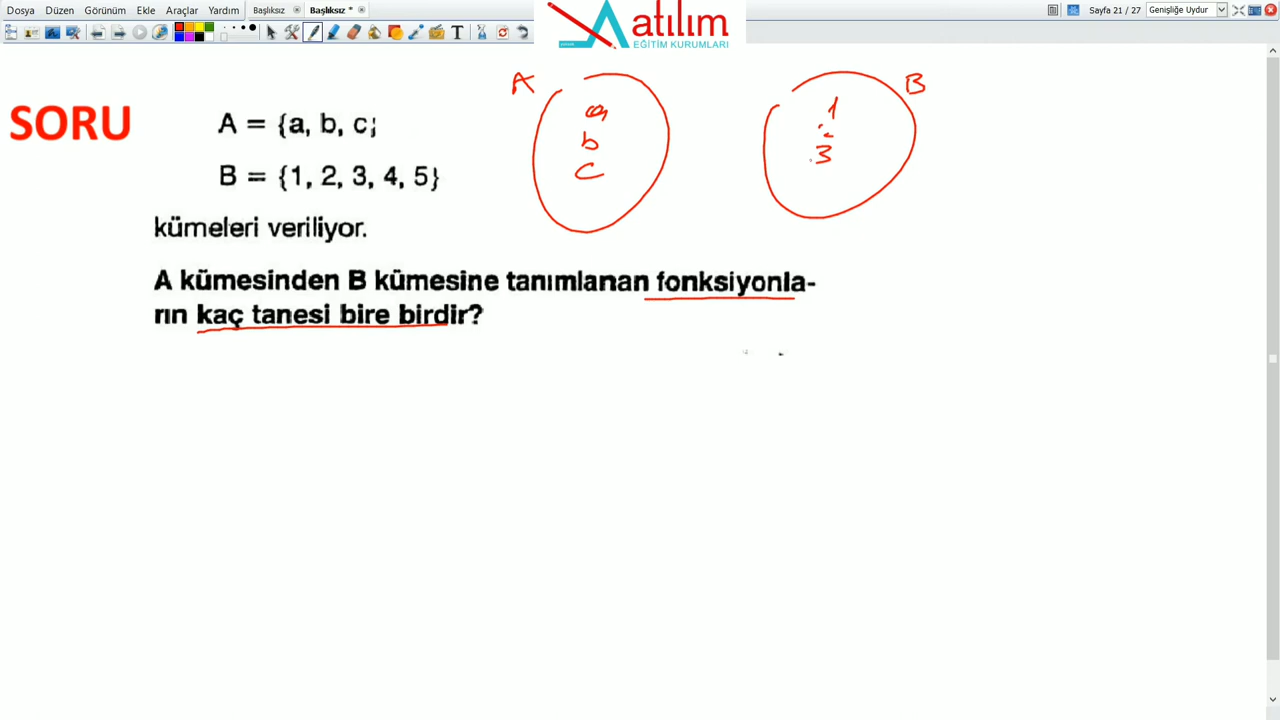 Dosya Düzen Görünüm Ekle Araçlar Yardım Başlıksız Başlıksız * Sayfa 21 / 27 Genişliğe Uydur
atılım
EĞİTİM KURUMLARI
SORU
A = {a, b, c;
B = {1, 2, 3, 4, 5}
kümeleri veriliyor.
A kümesinden B kümesine tanımlanan fonksiyonla-
rın kaç tanesi bire birdir?
A
a
b
c
B
1
2
3